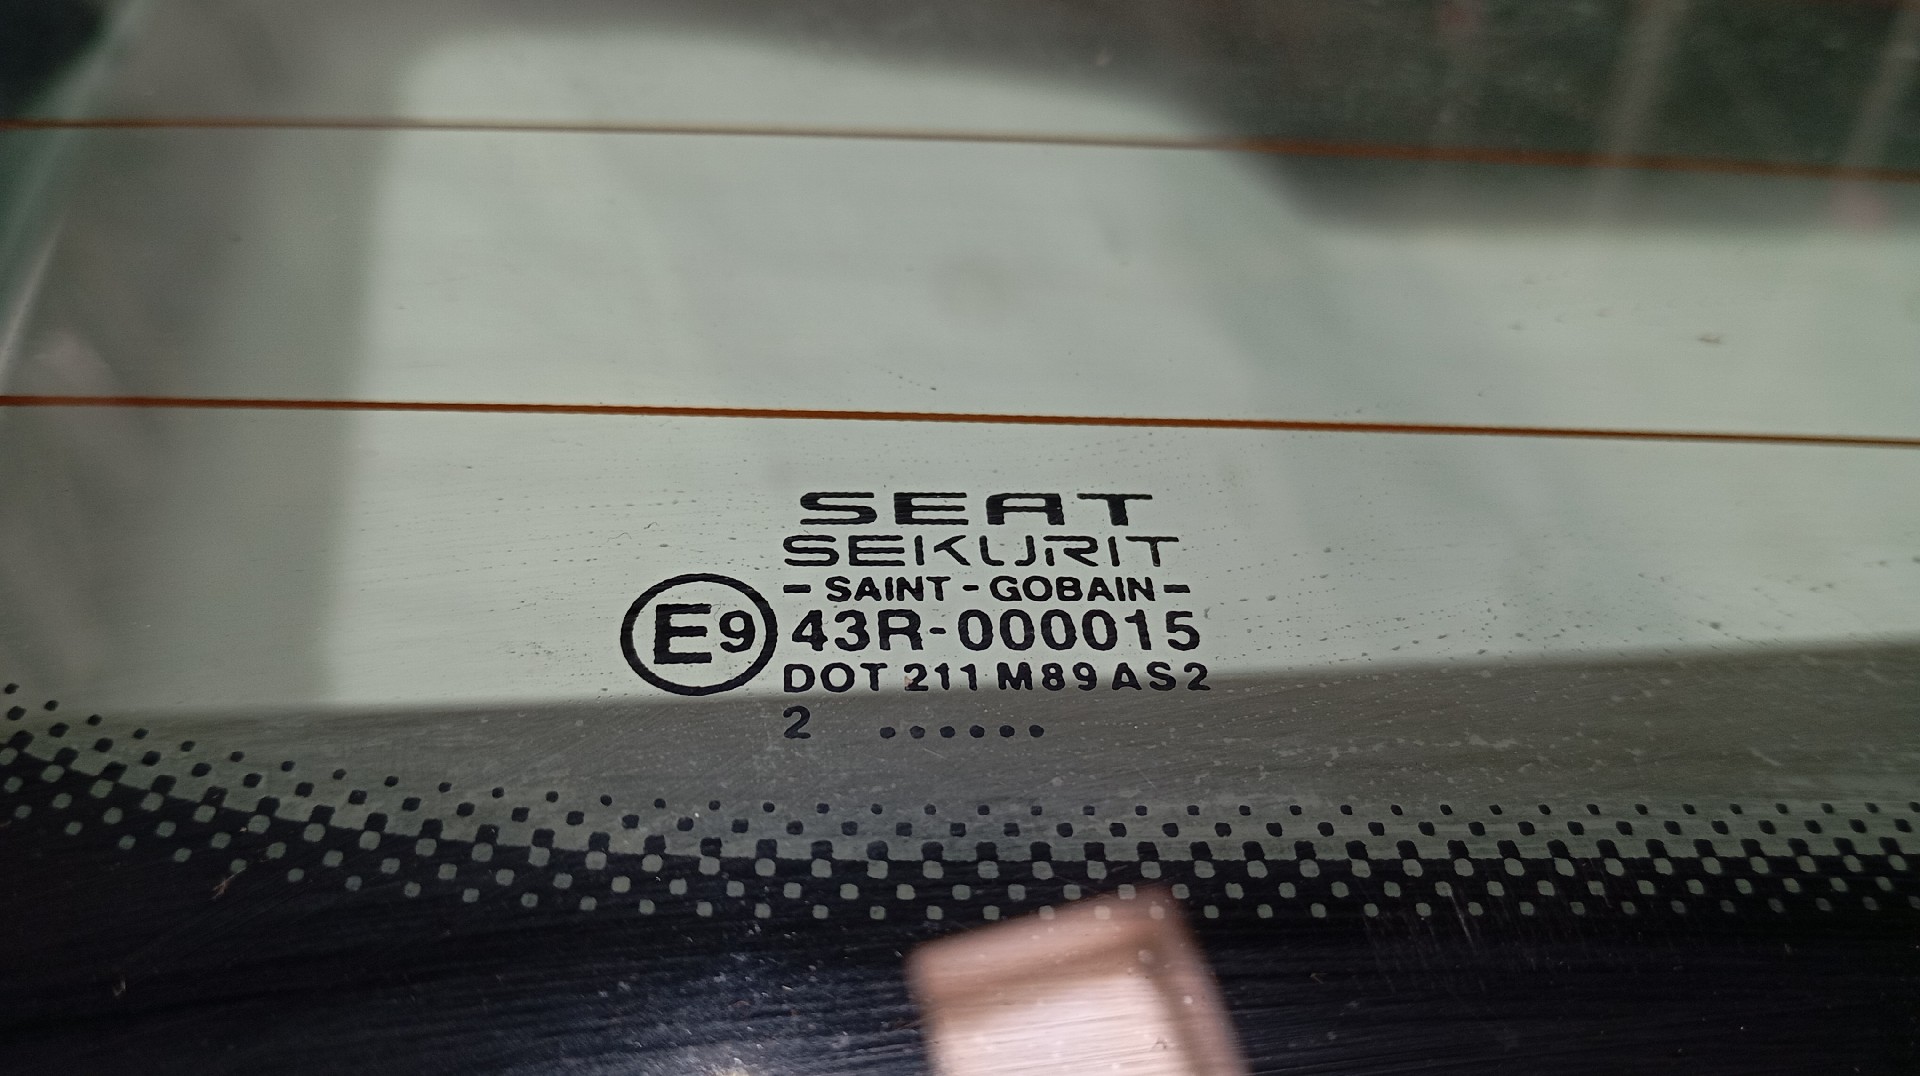 SEAT
SEKURIT
- SAINT - GOBAIN -
E9 43R-000015
DOT 211 M89 AS2
2 ......